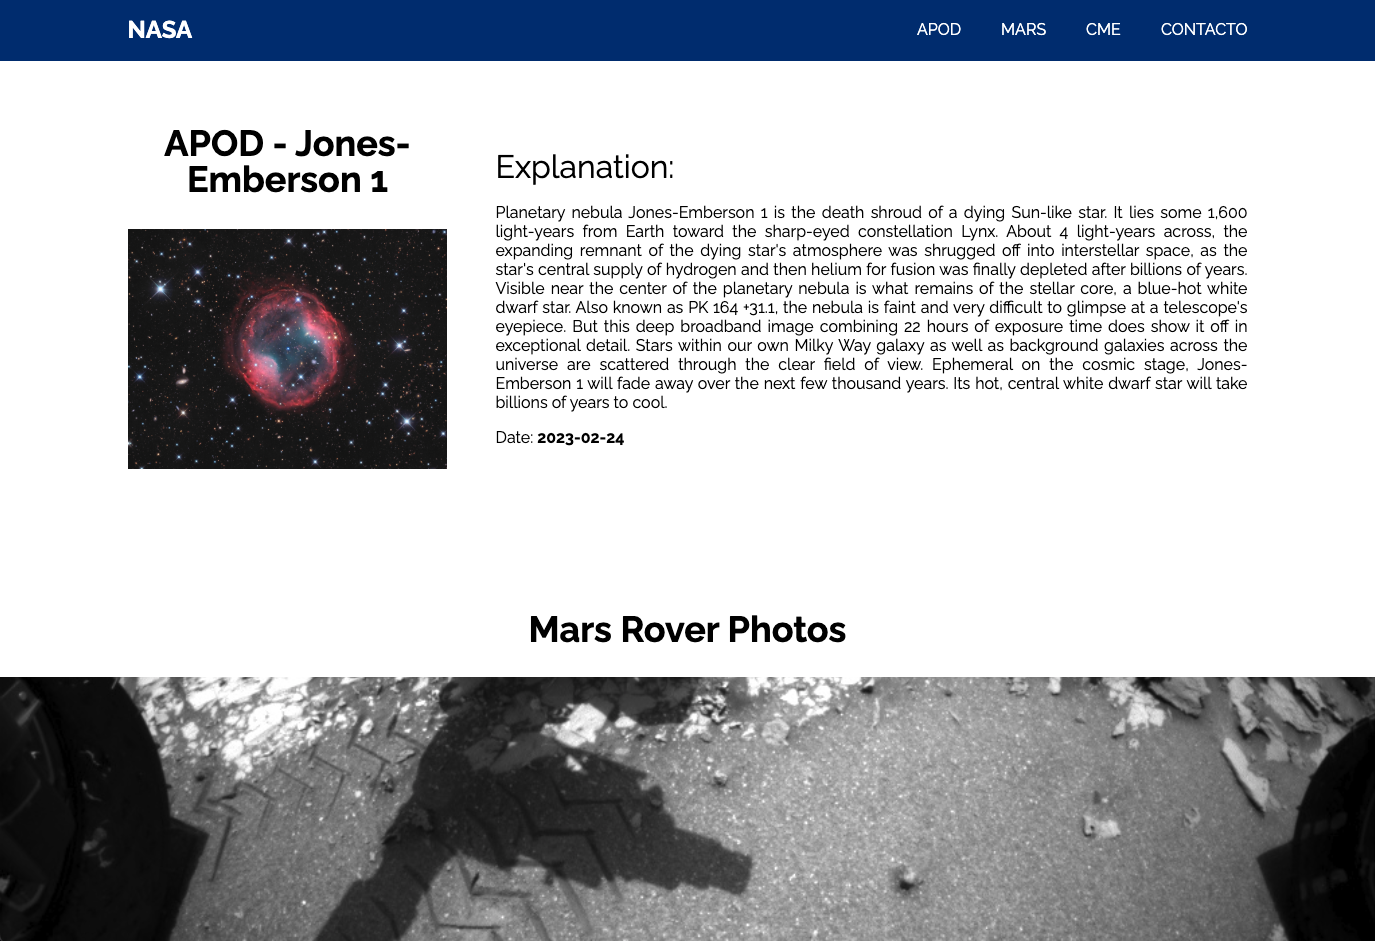 NASA
APOD MARS CME CONTACTO
APOD - Jones-
Emberson 1
Explanation:
Planetary nebula Jones-Emberson 1 is the death shroud of a dying Sun-like star. It lies some 1,600
light-years from Earth toward the sharp-eyed constellation Lynx. About 4 light-years across, the
expanding remnant of the dying star's atmosphere was shrugged off into interstellar space, as the
star's central supply of hydrogen and then helium for fusion was finally depleted after billions of years.
Visible near the center of the planetary nebula is what remains of the stellar core, a blue-hot white
dwarf star. Also known as PK 164 +31.1, the nebula is faint and very difficult to glimpse at a telescope's
eyepiece. But this deep broadband image combining 22 hours of exposure time does show it off in
exceptional detail. Stars within our own Milky Way galaxy as well as background galaxies across the
universe are scattered through the clear field of view. Ephemeral on the cosmic stage, Jones-
Emberson 1 will fade away over the next few thousand years. Its hot, central white dwarf star will take
billions of years to cool.
Date: 2023-02-24
Mars Rover Photos